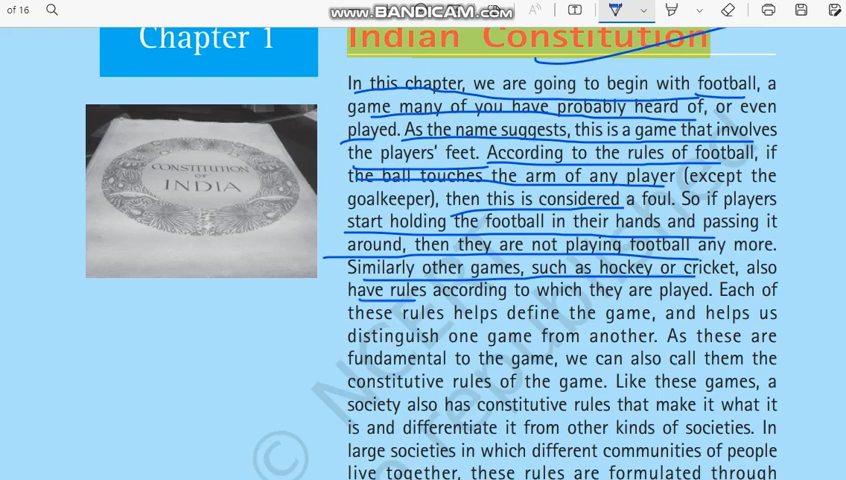 of 16
www.BANDICAM.com
Chapter 1
Indian Constitution
In this chapter, we are going to begin with football, a
game many of you have probably heard of, or even
played. As the name suggests, this is a game that involves
the players' feet. According to the rules of football, if
the ball touches the arm of any player (except the
goalkeeper), then this is considered a foul. So if players
start holding the football in their hands and passing it
around, then they are not playing football any more.
Similarly other games, such as hockey or cricket, also
have rules according to which they are played. Each of
these rules helps define the game, and helps us
distinguish one game from another. As these are
fundamental to the game, we can also call them the
constitutive rules of the game. Like these games, a
society also has constitutive rules that make it what it
is and differentiate it from other kinds of societies. In
large societies in which different communities of people
live together, these rules are formulated through
CONSTITUTION
OF
INDIA
© NCERT
republished